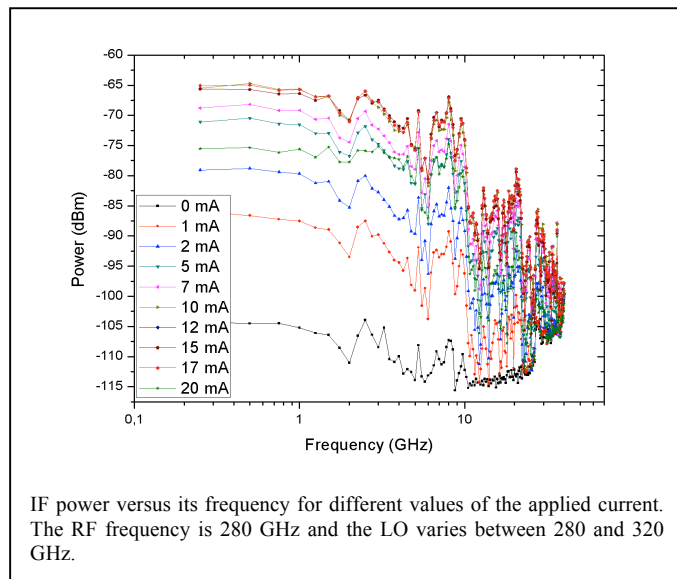 -60
-65
-70
-75
-80
-85
-90
-95
-100
-105
-110
-115
Power (dBm)
0 mA
1 mA
2 mA
5 mA
7 mA
10 mA
12 mA
15 mA
17 mA
20 mA
0,1
1
10
Frequency (GHz)
IF power versus its frequency for different values of the applied current.
The RF frequency is 280 GHz and the LO varies between 280 and 320
GHz.